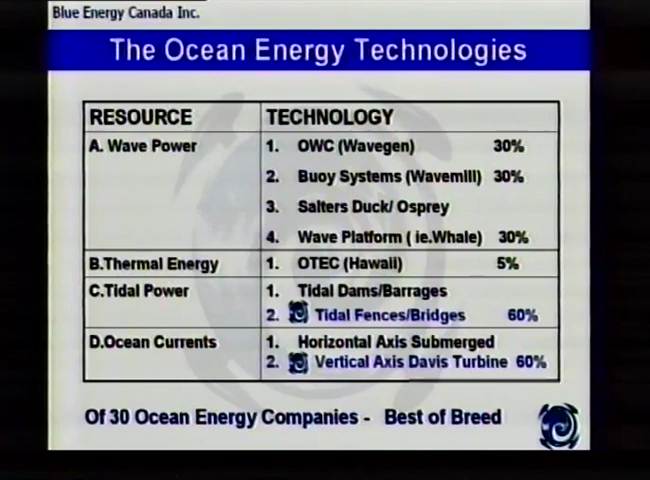 Blue Energy Canada Inc.
The Ocean Energy Technologies
RESOURCE TECHNOLOGY
A. Wave Power 1. OWC (Wavegen) 30%
2. Buoy Systems (Wavemill) 30%
3. Salters Duck/ Osprey
4. Wave Platform ( ie.Whale) 30%
B.Thermal Energy 1. OTEC (Hawaii) 5%
C.Tidal Power 1. Tidal Dams/Barrages
2. Tidal Fences/Bridges 60%
D.Ocean Currents 1. Horizontal Axis Submerged
2. Vertical Axis Davis Turbine 60%
Of 30 Ocean Energy Companies - Best of Breed